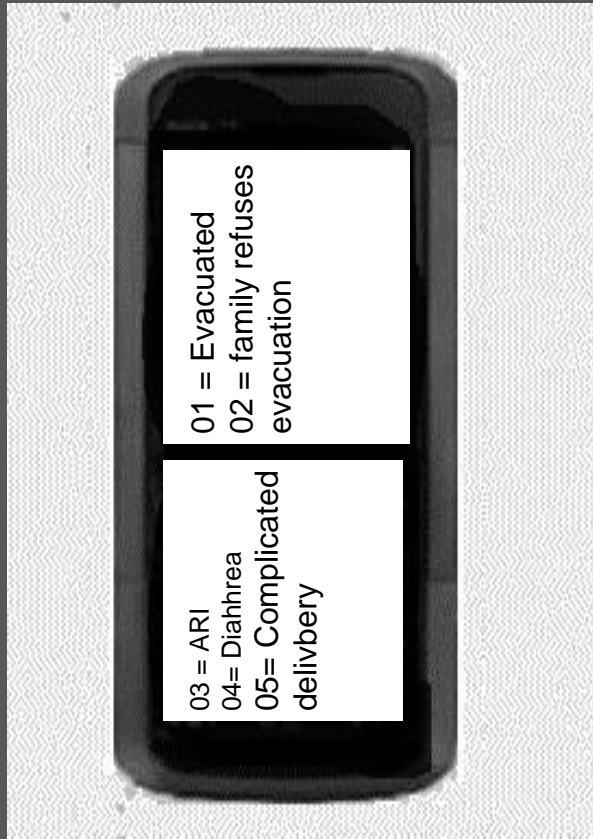 01 = Evacuated
02 = family refuses
evacuation
03 = ARI
04= Diahhrea
05= Complicated
delivbery